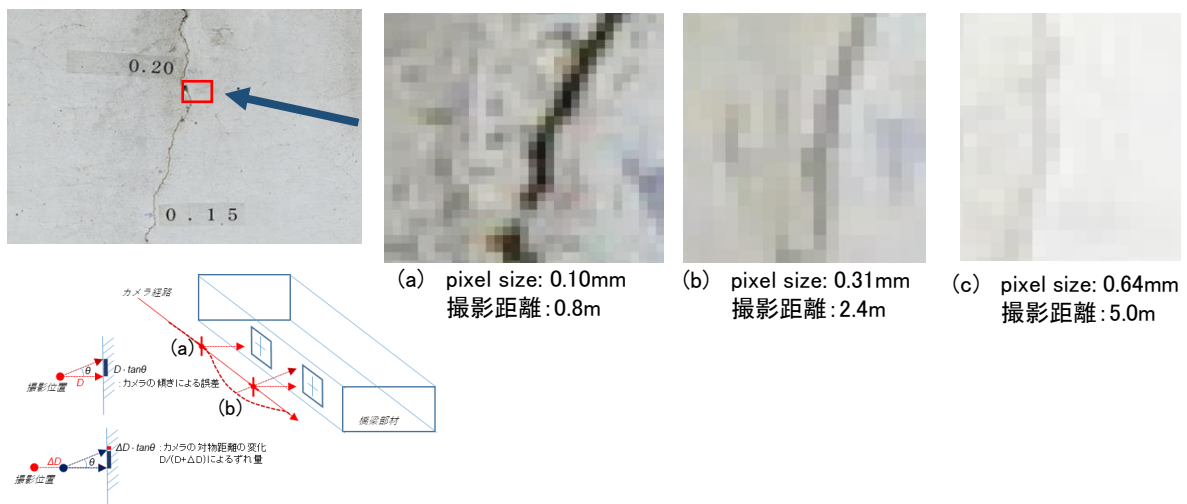 0.20
0.15
(a) pixel size: 0.10mm
撮影距離:0.8m
(b) pixel size: 0.31mm
撮影距離:2.4m
(c) pixel size: 0.64mm
撮影距離:5.0m
カメラ経路
(a)
(b)
橋梁部材
θ
D
撮影位置
D・tanθ
:カメラの傾きによる誤差
ΔD
θ
撮影位置
ΔD・tanθ:カメラの対物距離の変化
D/(D+△D)によるずれ量